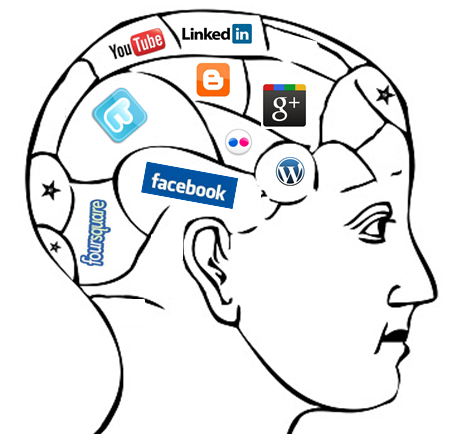 YouTube
LinkedIn
B
g+
t
W
facebook
foursquare